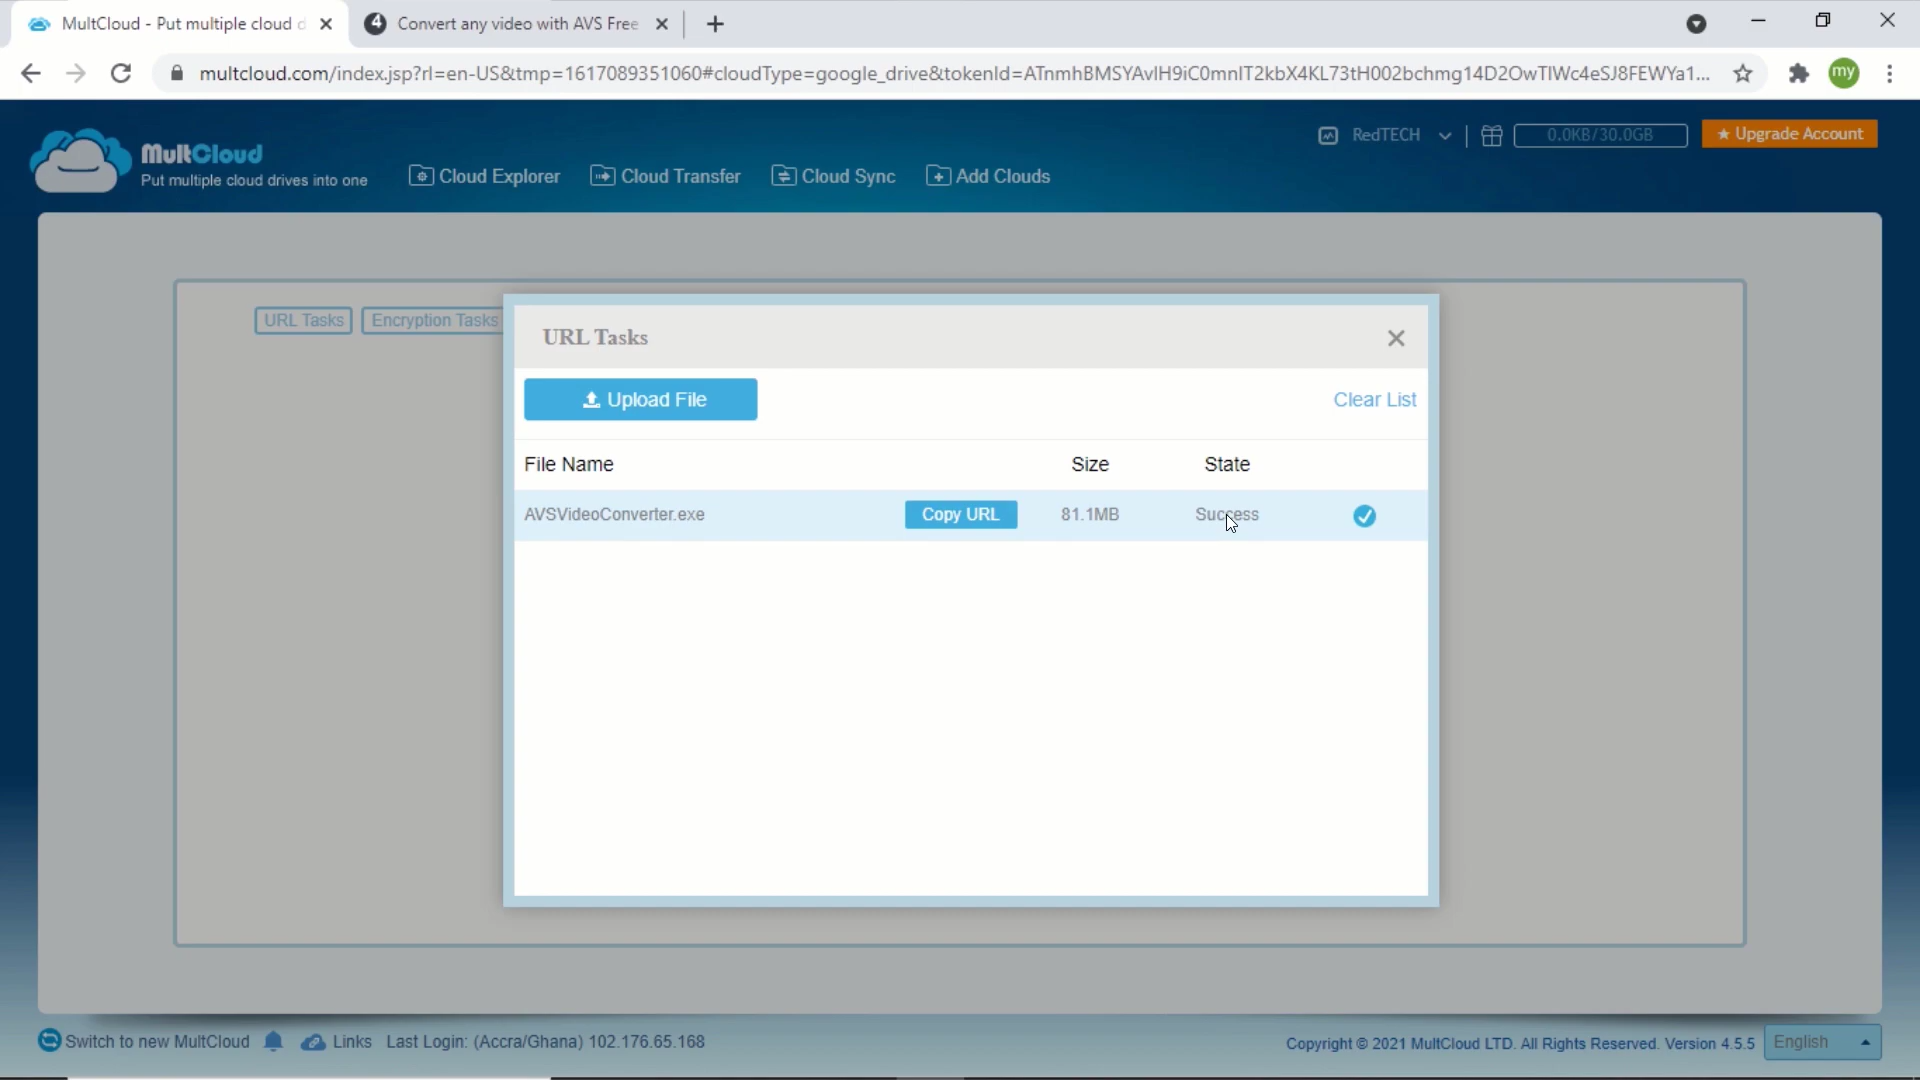 MultCloud - Put multiple cloud d
4 Convert any video with AVS Free
multcloud.com/index.jsp?rl=en-US&tmp=1617089351060#cloudType=google_drive&tokenId=ATnmhBMSYAvlH9iC0mnIT2kbX4KL73tH002bchmg14D2OwTlWc4eSJ8FEWYa1...
my
MultCloud
Put multiple cloud drives into one
Cloud Explorer
Cloud Transfer
Cloud Sync
Add Clouds
RedTECH
0.0KB/30.0GB
★ Upgrade Account
URL Tasks
Encryption Tasks
URL Tasks
Upload File
Clear List
File Name Size State
AVSVideoConverter.exe Copy URL 81.1MB Success
Switch to new MultCloud Links Last Login: (Accra/Ghana) 102.176.65.168
Copyright © 2021 MultCloud LTD. All Rights Reserved. Version 4.5.5
English